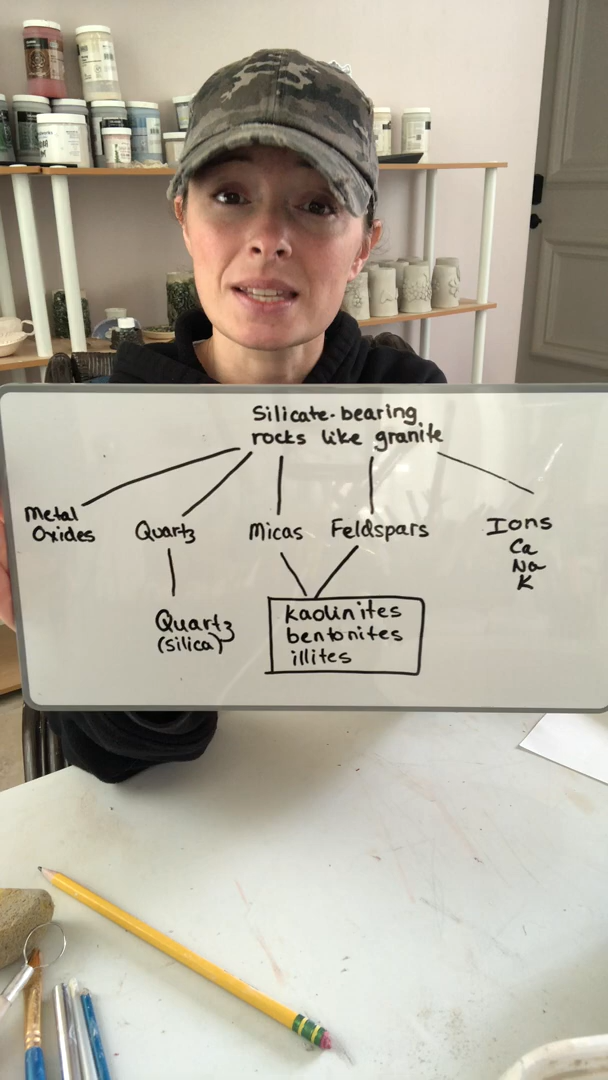 Silicate-bearing
rocks like granite
Metal
Oxides
Quartz
Micas
Feldspars
Ions
Ca
Na
K
Quartz
(silica)
kaolinites
bentonites
illites